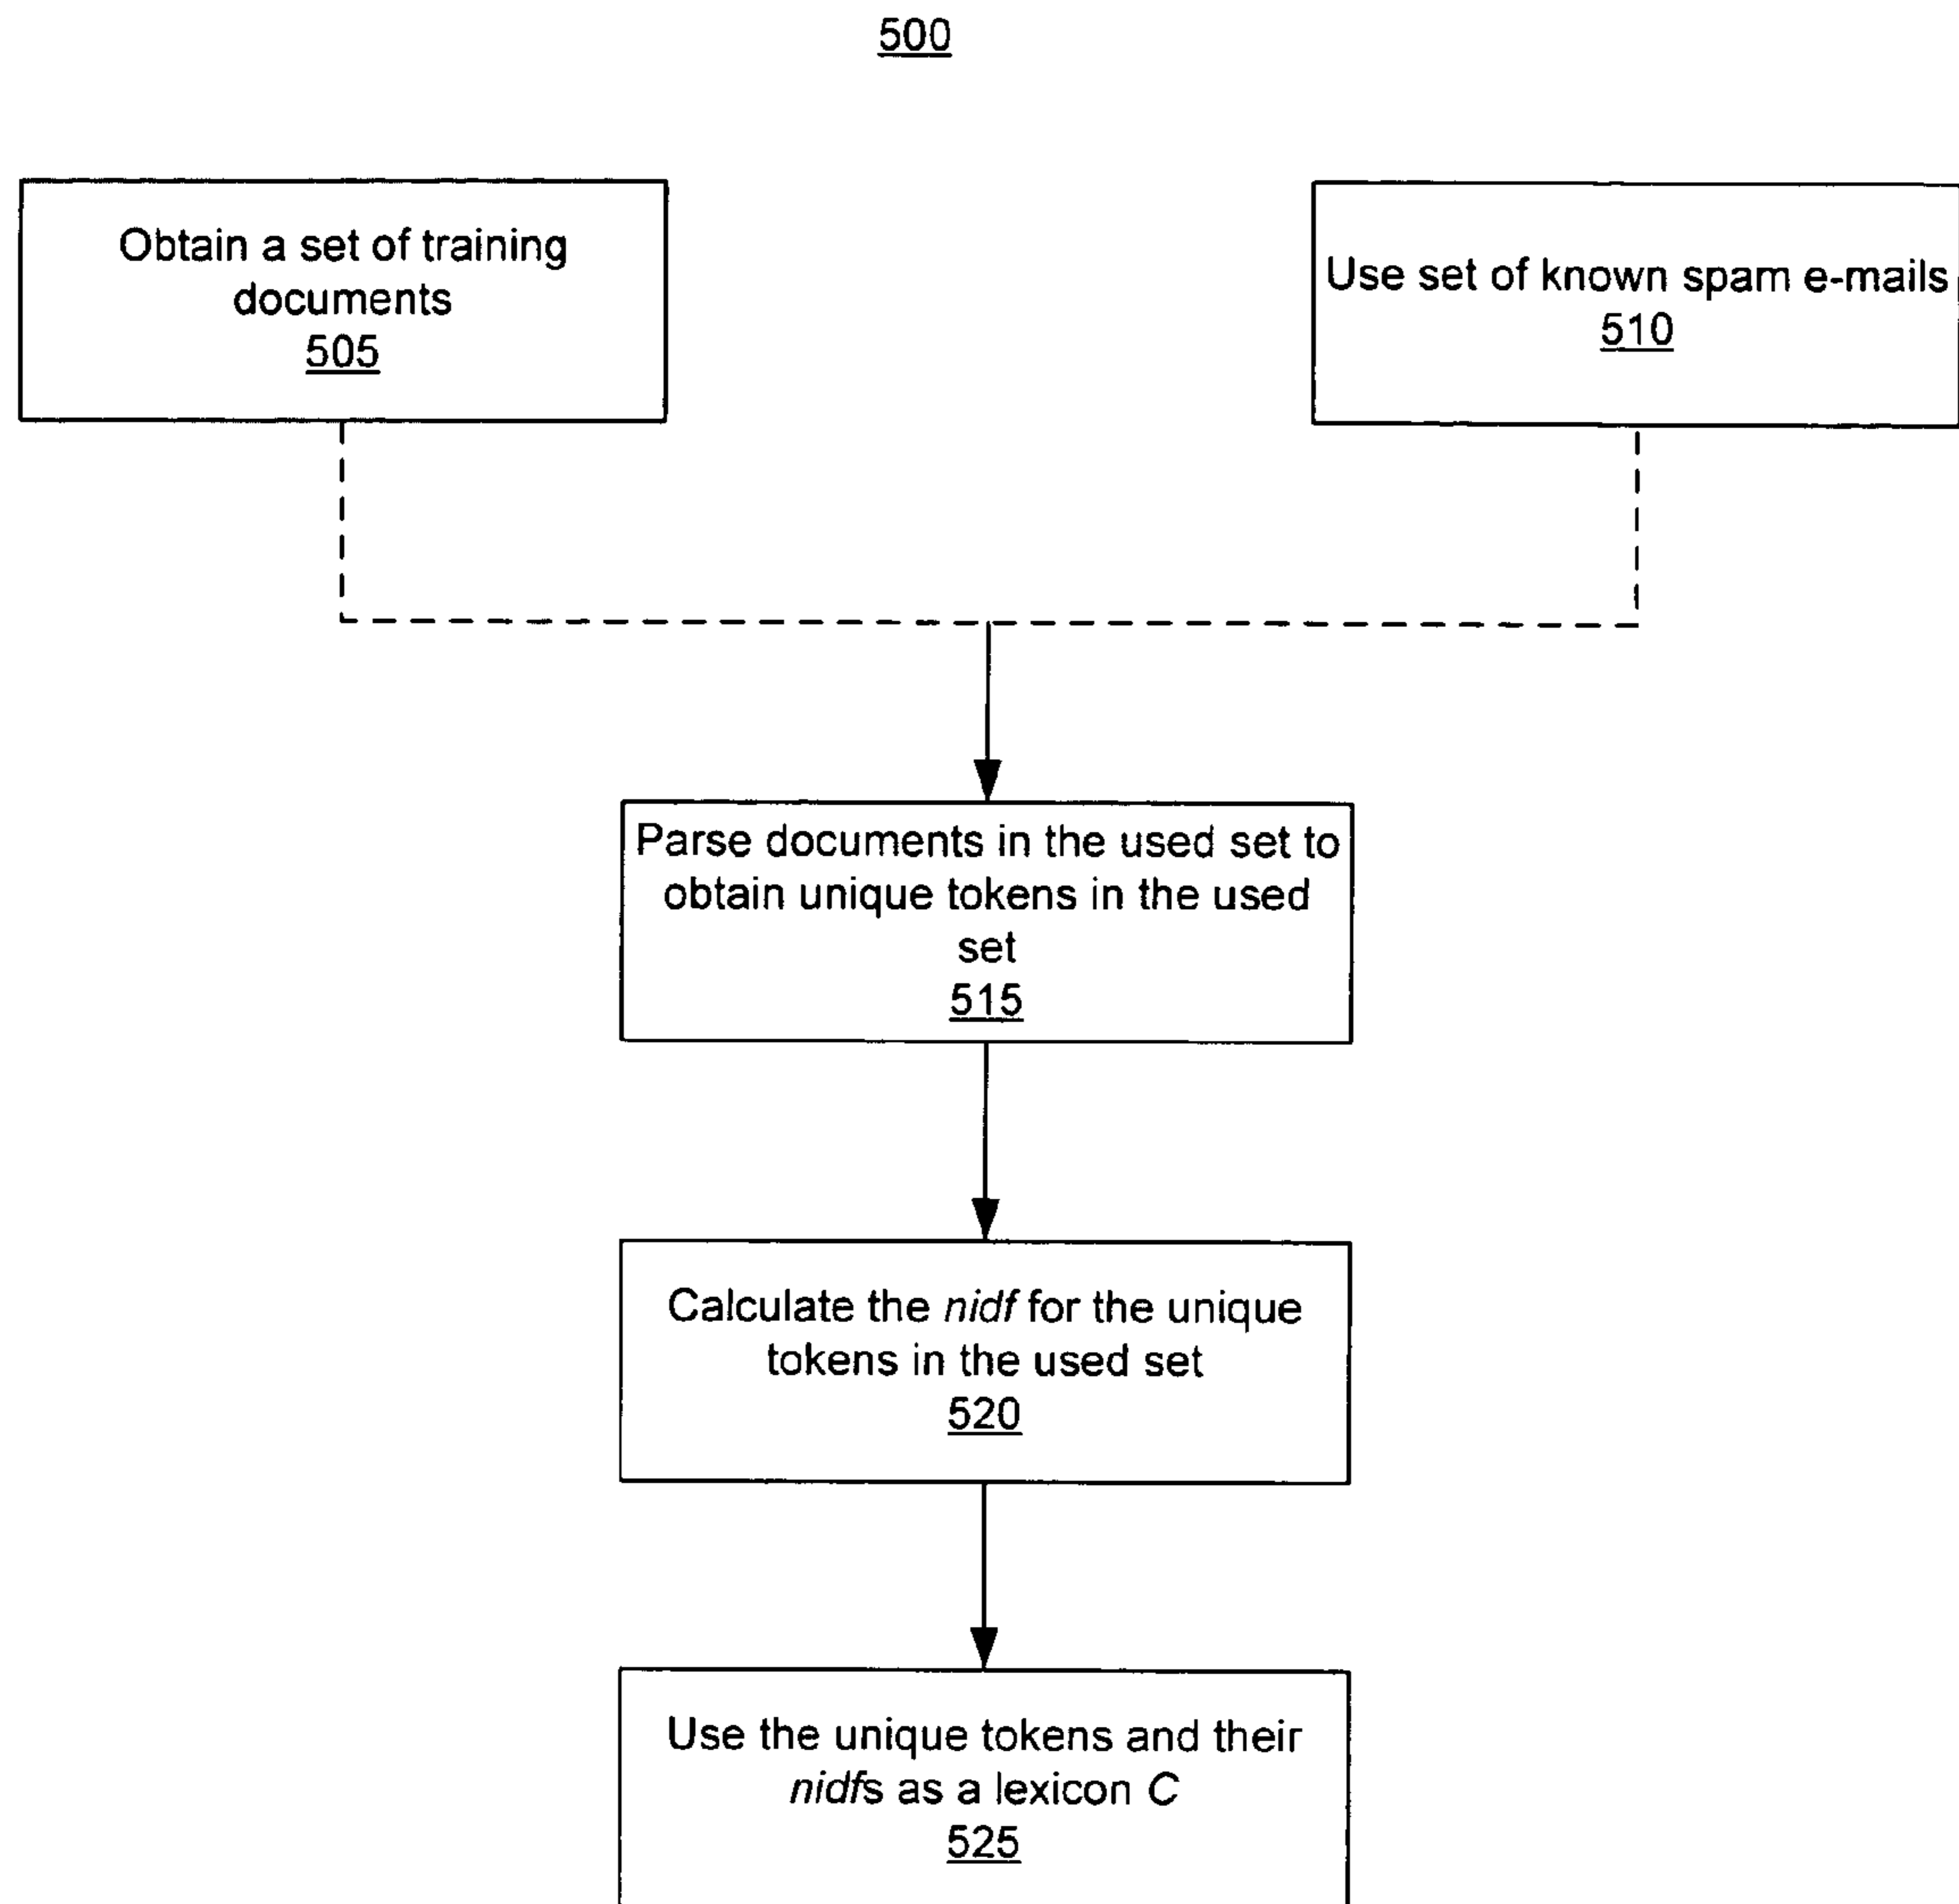 500
Obtain a set of training
documents
505
Use set of known spam e-mails
510
Parse documents in the used set to
obtain unique tokens in the used
set
515
Calculate the nidf for the unique
tokens in the used set
520
Use the unique tokens and their
nidfs as a lexicon C
525